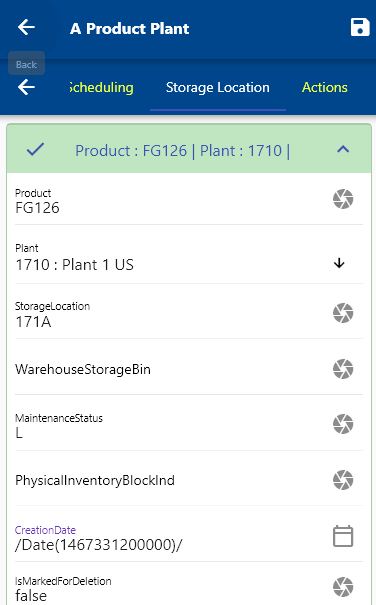 A Product Plant
Back
Scheduling
Storage Location
Actions
Product : FG126 | Plant : 1710 |
Product
FG126
Plant
1710 : Plant 1 US
StorageLocation
171A
WarehouseStorageBin
MaintenanceStatus
L
PhysicalInventoryBlockInd
CreationDate
/Date(1467331200000)/
IsMarkedForDeletion
false